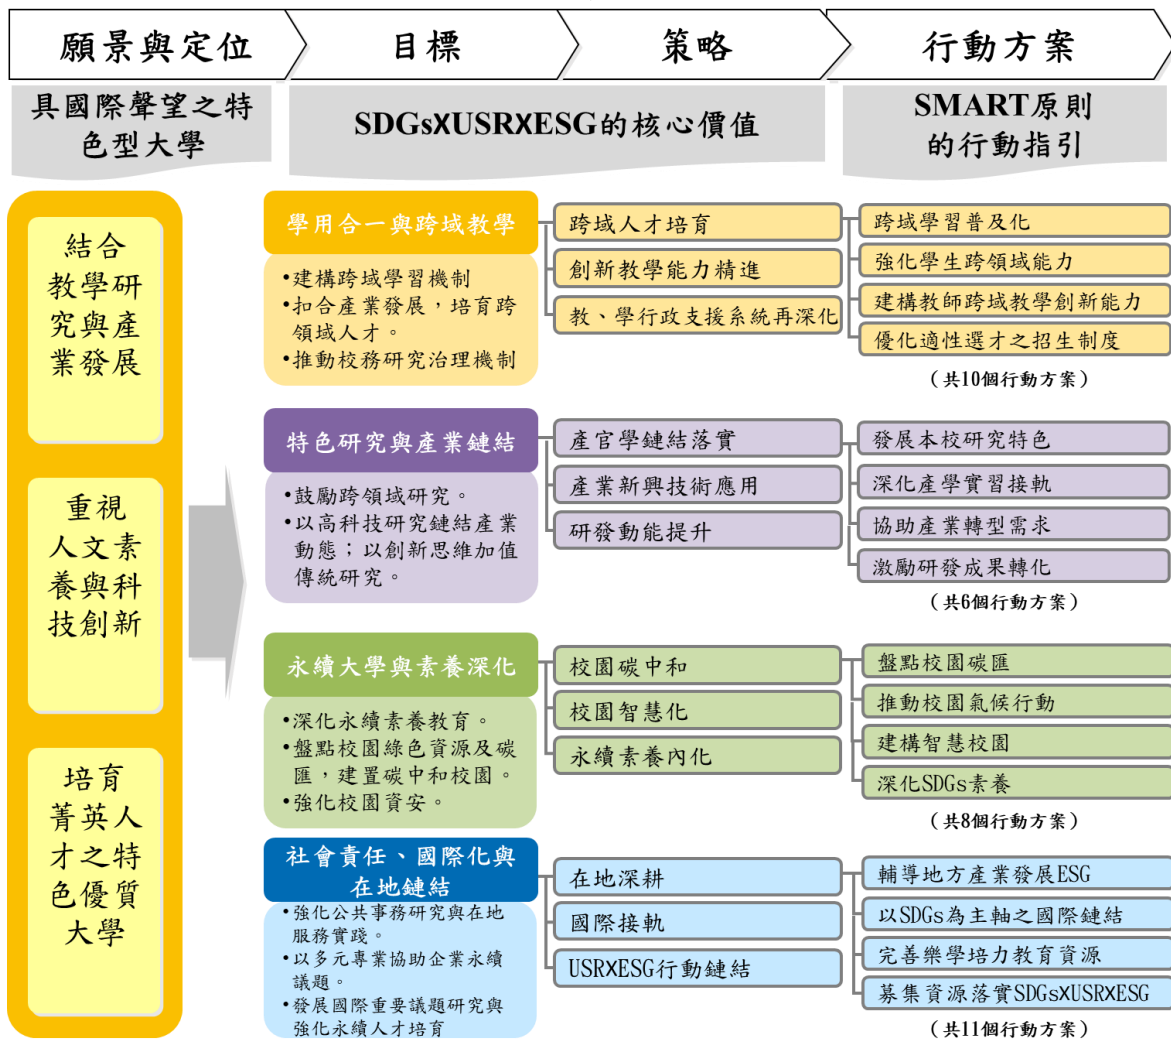 願景與定位
目標
策略
行動方案
具國際聲望之特
色型大學
SDGsXUSRXESG的核心價值
SMART原則
的行動指引
結合
教學研
究與產
業發展
重視
人文素
養與科
技創新
培育
菁英人
才之特
色優質
大學
學用合一與跨域教學
•建構跨域學習機制
•扣合產業發展，培育跨
領域人才。
•推動校務研究治理機制
跨域人才培育
創新教學能力精進
教、學行政支援系統再深化
跨域學習普及化
強化學生跨領域能力
建構教師跨域教學創新能力
優化適性選才之招生制度
（共10個行動方案）
特色研究與產業鏈結
•鼓勵跨領域研究。
•以高科技研究鏈結產業
動態；以創新思維加值
傳統研究。
產官學鏈結落實
產業新興技術應用
研發動能提升
發展本校研究特色
深化產學實習接軌
協助產業轉型需求
激勵研發成果轉化
（共6個行動方案）
永續大學與素養深化
•深化永續素養教育。
•盤點校園綠色資源及碳
匯，建置碳中和校園。
•強化校園資安。
校園碳中和
校園智慧化
永續素養內化
盤點校園碳匯
推動校園氣候行動
建構智慧校園
深化SDGs素養
（共8個行動方案）
社會責任、國際化與
在地鏈結
•強化公共事務研究與在地
服務實踐。
•以多元專業協助企業永續
議題。
•發展國際重要議題研究與
強化永續人才培育
在地深耕
國際接軌
USRXESG行動鏈結
輔導地方產業發展ESG
以SDGs為主軸之國際鏈結
完善樂學培力教育資源
募集資源落實SDGsXUSRXESG
（共11個行動方案）